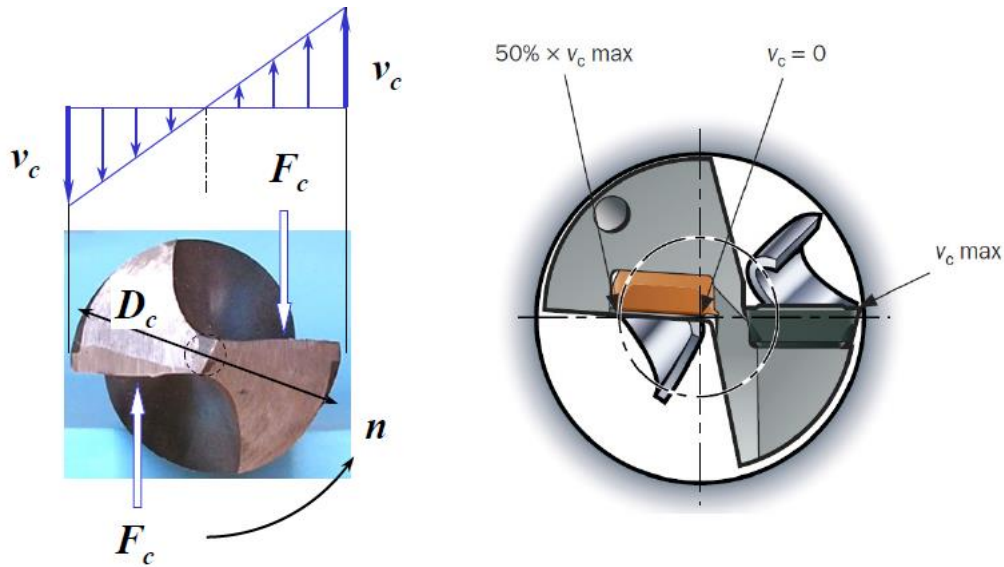 v_c
v_c
F_c
D_c
n
F_c
50% × v_c max
v_c = 0
v_c max